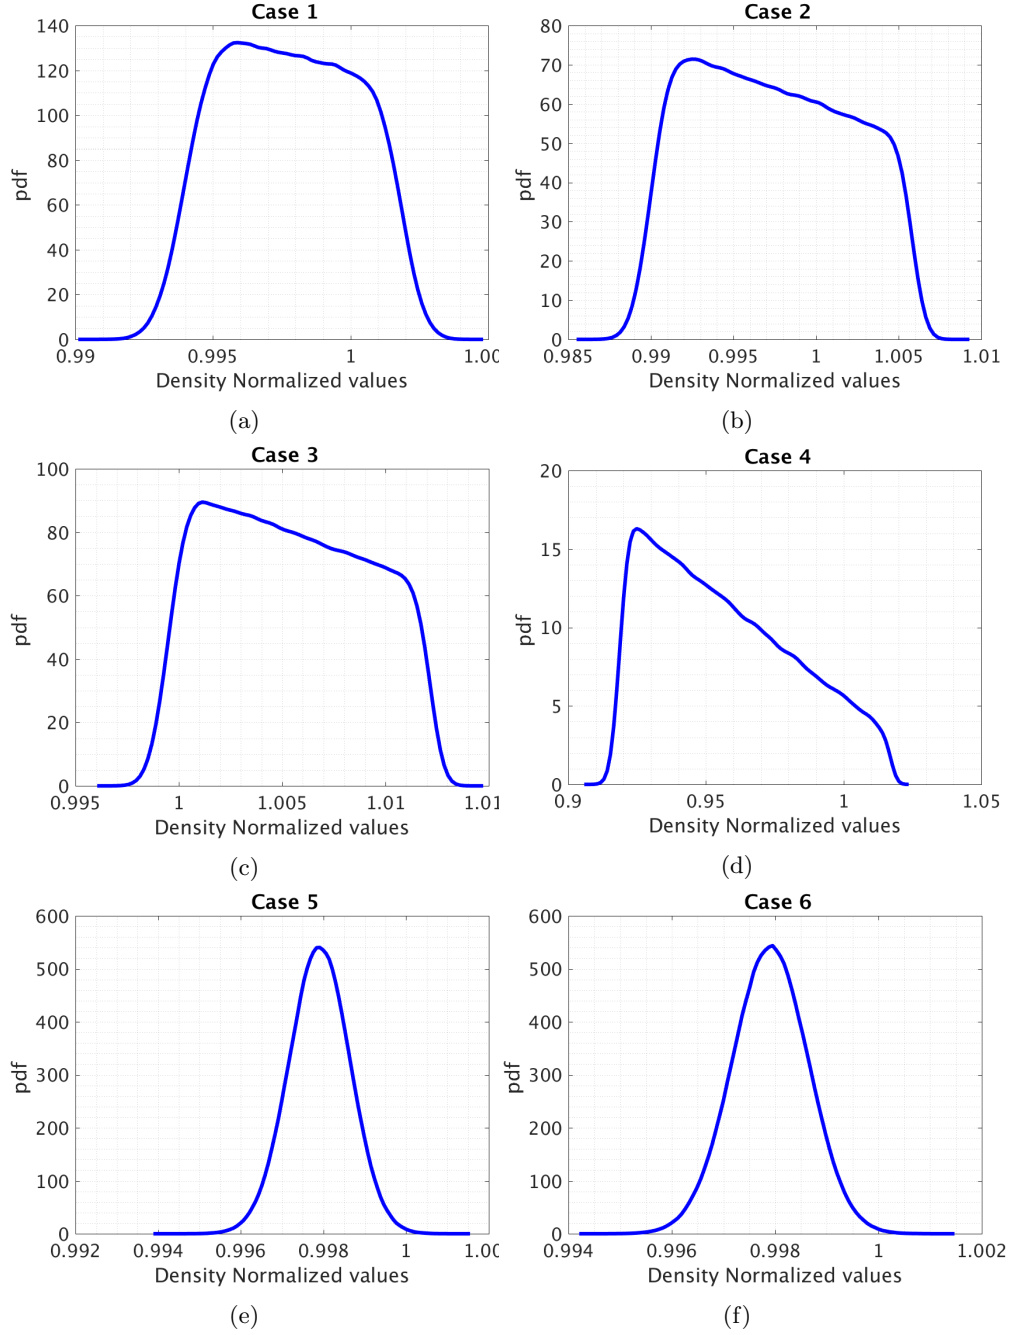 Case 1
140
120
100
80
60
40
20
0
pdf
0.99 0.995 1 1.00
Density Normalized values
(a)
Case 2
80
70
60
50
40
30
20
10
0
pdf
0.985 0.99 0.995 1 1.005 1.01
Density Normalized values
(b)
Case 3
100
80
60
40
20
0
pdf
0.995 1 1.005 1.01 1.01
Density Normalized values
(c)
Case 4
20
15
10
5
0
pdf
0.9 0.95 1 1.05
Density Normalized values
(d)
Case 5
600
500
400
300
200
100
0
pdf
0.992 0.994 0.996 0.998 1 1.00
Density Normalized values
(e)
Case 6
600
500
400
300
200
100
0
pdf
0.994 0.996 0.998 1 1.002
Density Normalized values
(f)